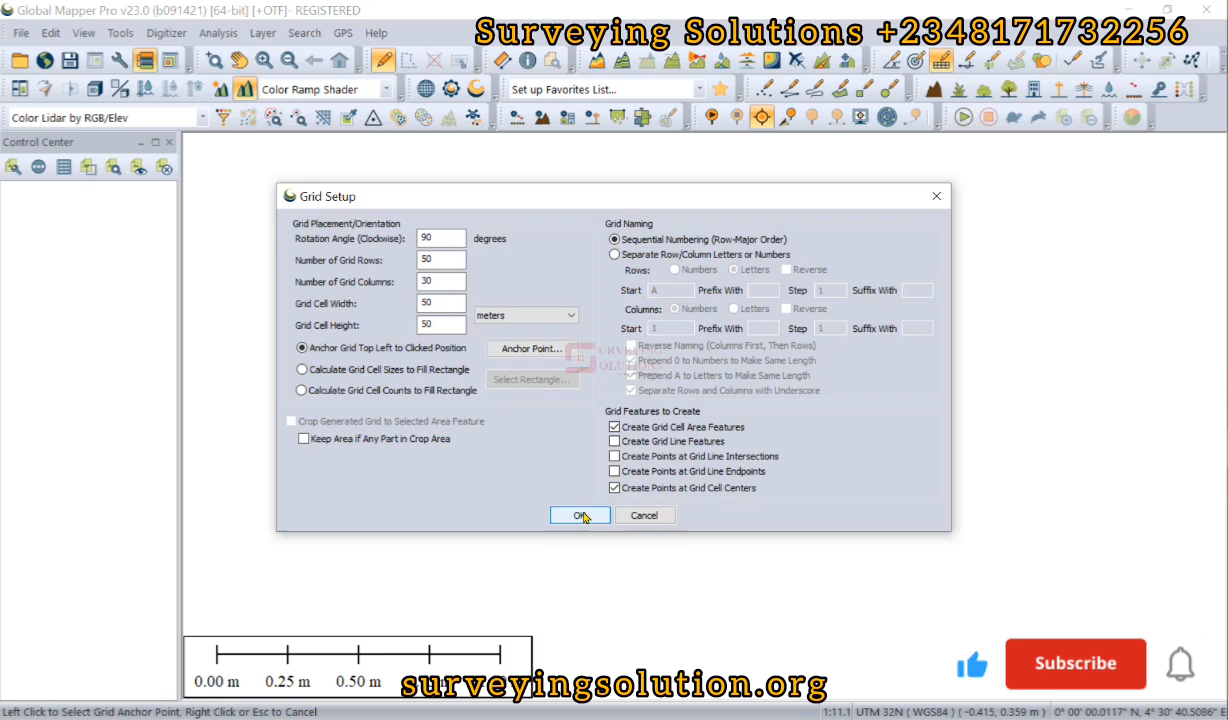 Global Mapper Pro v23.0 (b091421) [64-bit] [+OTF]- REGISTERED
Surveying Solutions +2348171732256
File Edit View Tools Digitizer Analysis Layer Search GPS Help
Color Ramp Shader
Set up Favorites List...
Color Lidar by RGB/Elev
Control Center
Grid Setup
Grid Placement/Orientation
Rotation Angle (Clockwise): 90 degrees
Number of Grid Rows: 50
Number of Grid Columns: 30
Grid Cell Width: 50
meters
Grid Cell Height: 50
Anchor Grid Top Left to Clicked Position
Anchor Point...
Calculate Grid Cell Sizes to Fill Rectangle
Select Rectangle...
Calculate Grid Cell Counts to Fill Rectangle
Crop Generated Grid to Selected Area Feature
Keep Area if Any Part in Crop Area
Grid Naming
Sequential Numbering (Row-Major Order)
Separate Row/Column Letters or Numbers
Rows: Numbers Letters Reverse
Start A Prefix With Step 1 Suffix With
Columns: Numbers Letters Reverse
Start 1 Prefix With Step 1 Suffix With
Reverse Naming (Columns First, Then Rows)
Prepend 0 to Numbers to Make Same Length
Prepend A to Letters to Make Same Length
Separate Rows and Columns with Underscore
SURVEYING
SOLUTIONS
Grid Features to Create
Create Grid Cell Area Features
Create Grid Line Features
Create Points at Grid Line Intersections
Create Points at Grid Line Endpoints
Create Points at Grid Cell Centers
OK
Cancel
0.00 m 0.25 m 0.50 m
surveyingsolution.org
Subscribe
Left Click to Select Grid Anchor Point, Right Click or Esc to Cancel
1:11.1 UTM 32N ( WGS84 ) ( -0.415, 0.359 m ) 0° 00' 00.0117" N, 4° 30' 40.5086" E